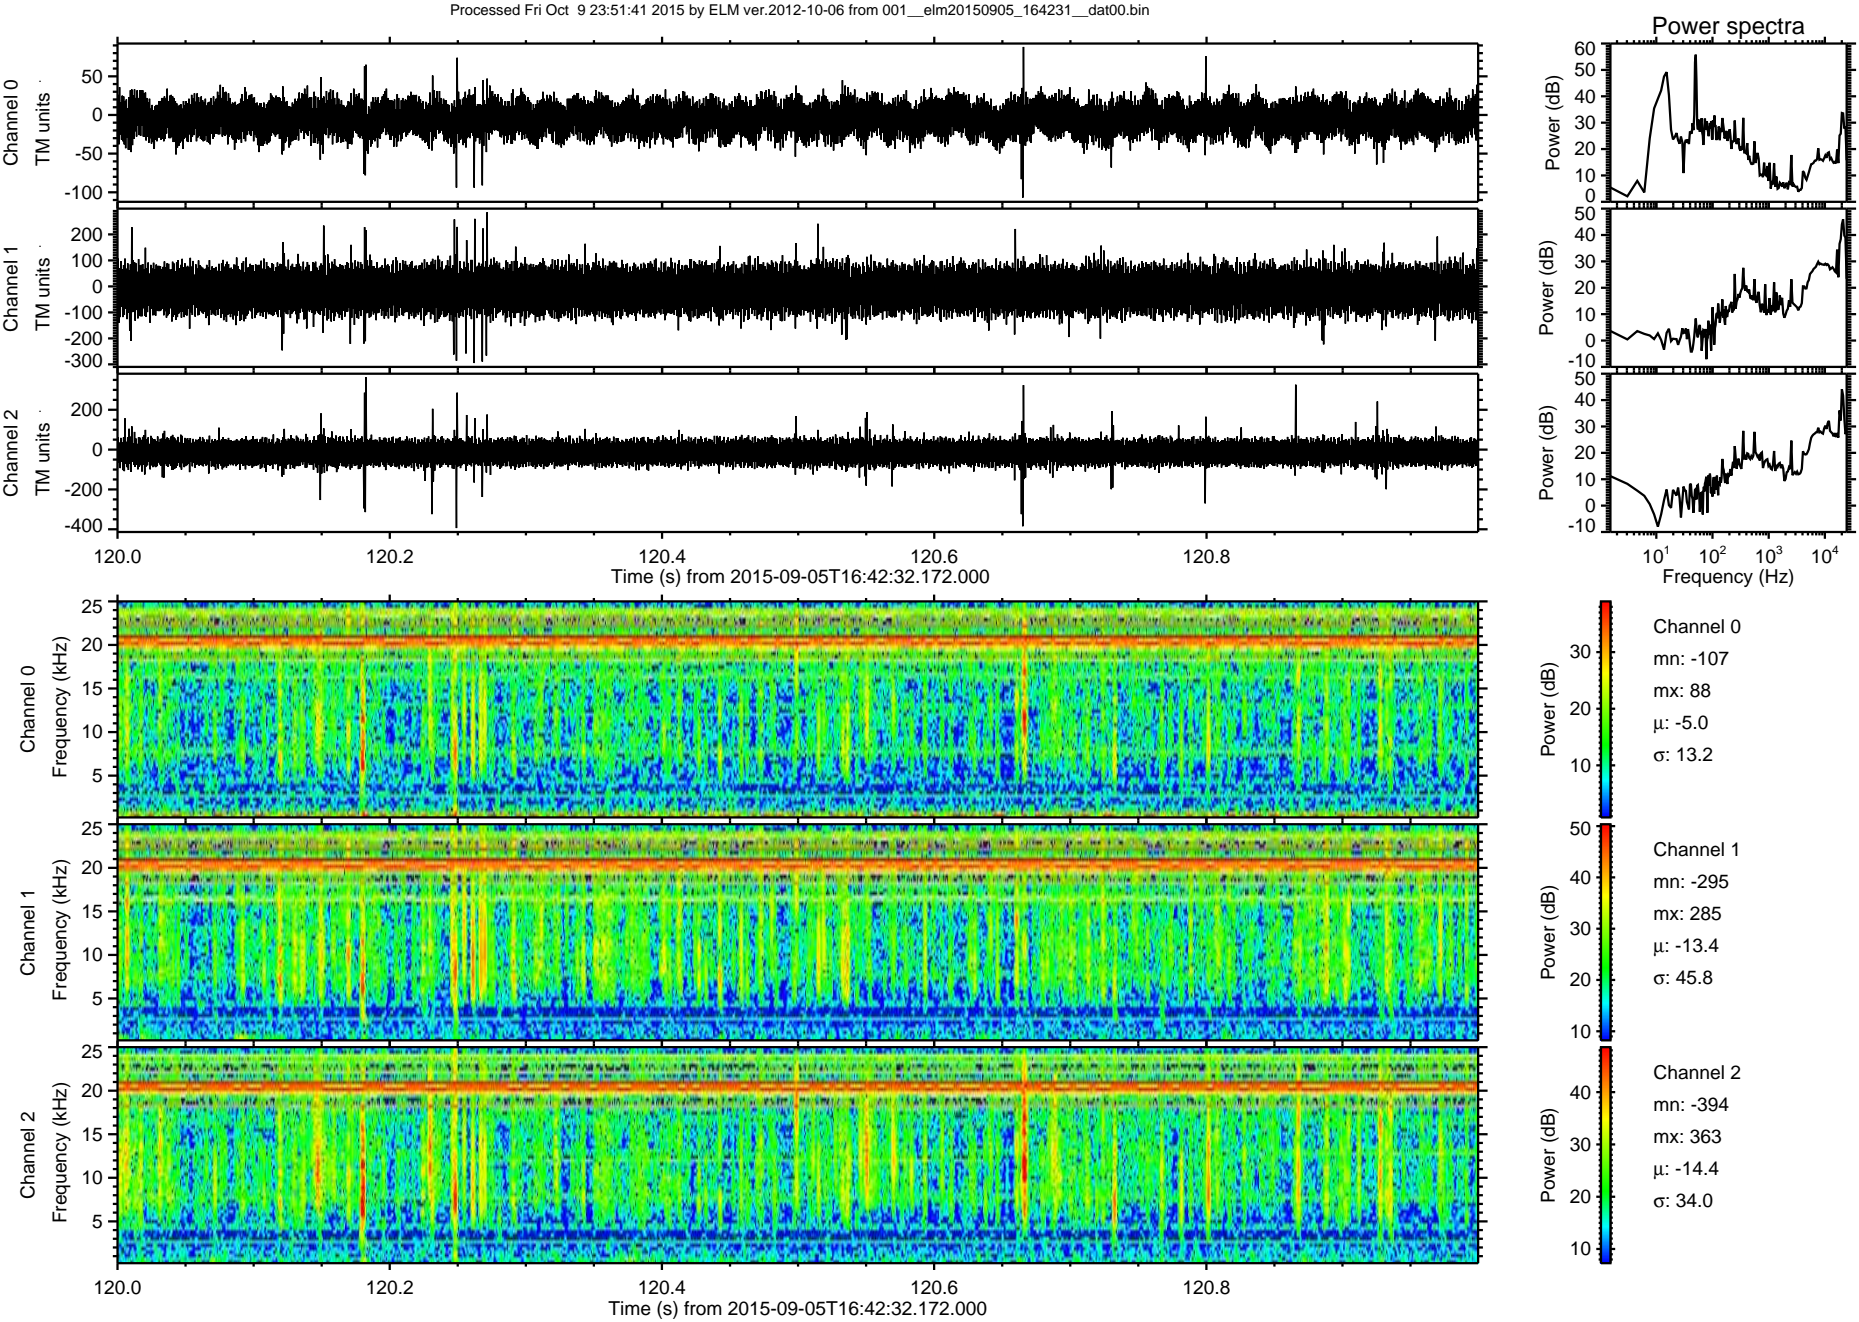 Processed Fri Oct  9 23:51:41 2015 by ELM ver.2012-10-06 from 001__elm20150905_164231__dat00.bin
Power spectra
Channel 0
TM units
50
0
-50
-100
Power (dB)
60
50
40
30
20
10
0
Channel 1
TM units
200
100
0
-100
-200
-300
Power (dB)
50
40
30
20
10
0
-10
Channel 2
TM units
200
0
-200
-400
Power (dB)
50
40
30
20
10
0
-10
120.0 120.2 120.4 120.6 120.8
Time (s) from 2015-09-05T16:42:32.172.000
10¹ 10² 10³ 10⁴
Frequency (Hz)
Channel 0
Frequency (kHz)
25
20
15
10
5
Power (dB)
30
20
10
Channel 0
mn: -107
mx: 88
μ: -5.0
σ: 13.2
Channel 1
Frequency (kHz)
25
20
15
10
5
Power (dB)
50
40
30
20
10
Channel 1
mn: -295
mx: 285
μ: -13.4
σ: 45.8
Channel 2
Frequency (kHz)
25
20
15
10
5
Power (dB)
40
30
20
10
Channel 2
mn: -394
mx: 363
μ: -14.4
σ: 34.0
120.0 120.2 120.4 120.6 120.8
Time (s) from 2015-09-05T16:42:32.172.000